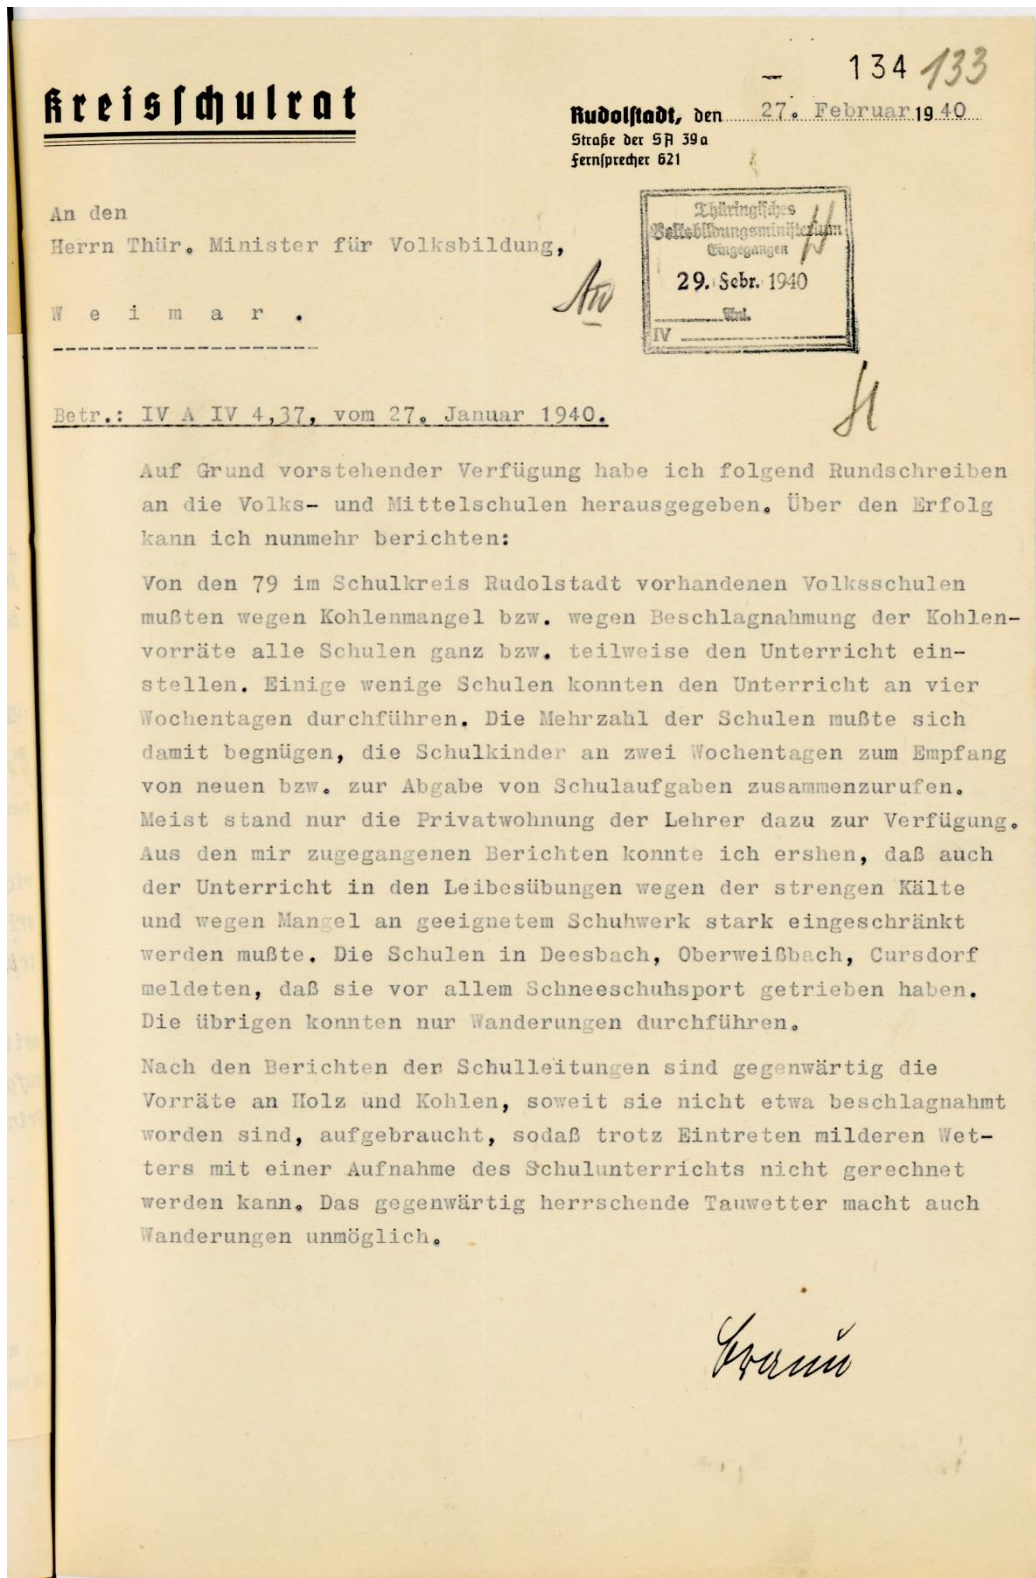 134 133
Kreisschulrat
Rudolstadt, den 27. Februar 1940
Straße der SA 39a
Fernsprecher 621
An den
Herrn Thür. Minister für Volksbildung,
W e i m a r .
Thüringisches
Volksbildungsministerium
Eingegangen
29. Febr. 1940
Anl.
IV
Betr.: IV A IV 4,37, vom 27. Januar 1940.
Auf Grund vorstehender Verfügung habe ich folgend Rundschreiben
an die Volks- und Mittelschulen herausgegeben. Über den Erfolg
kann ich nunmehr berichten:
Von den 79 im Schulkreis Rudolstadt vorhandenen Volksschulen
mußten wegen Kohlenmangel bzw. wegen Beschlagnahmung der Kohlen-
vorräte alle Schulen ganz bzw. teilweise den Unterricht ein-
stellen. Einige wenige Schulen konnten den Unterricht an vier
Wochentagen durchführen. Die Mehrzahl der Schulen mußte sich
damit begnügen, die Schulkinder an zwei Wochentagen zum Empfang
von neuen bzw. zur Abgabe von Schulaufgaben zusammenzurufen.
Meist stand nur die Privatwohnung der Lehrer dazu zur Verfügung.
Aus den mir zugegangenen Berichten konnte ich ershen, daß auch
der Unterricht in den Leibesübungen wegen der strengen Kälte
und wegen Mangel an geeignetem Schuhwerk stark eingeschränkt
werden mußte. Die Schulen in Deesbach, Oberweißbach, Cursdorf
meldeten, daß sie vor allem Schneeschuhsport getrieben haben.
Die übrigen konnten nur Wanderungen durchführen.
Nach den Berichten der Schulleitungen sind gegenwärtig die
Vorräte an Holz und Kohlen, soweit sie nicht etwa beschlagnahmt
worden sind, aufgebraucht, sodaß trotz Eintreten milderen Wet-
ters mit einer Aufnahme des Schulunterrichts nicht gerechnet
werden kann. Das gegenwärtig herrschende Tauwetter macht auch
Wanderungen unmöglich.
Braun